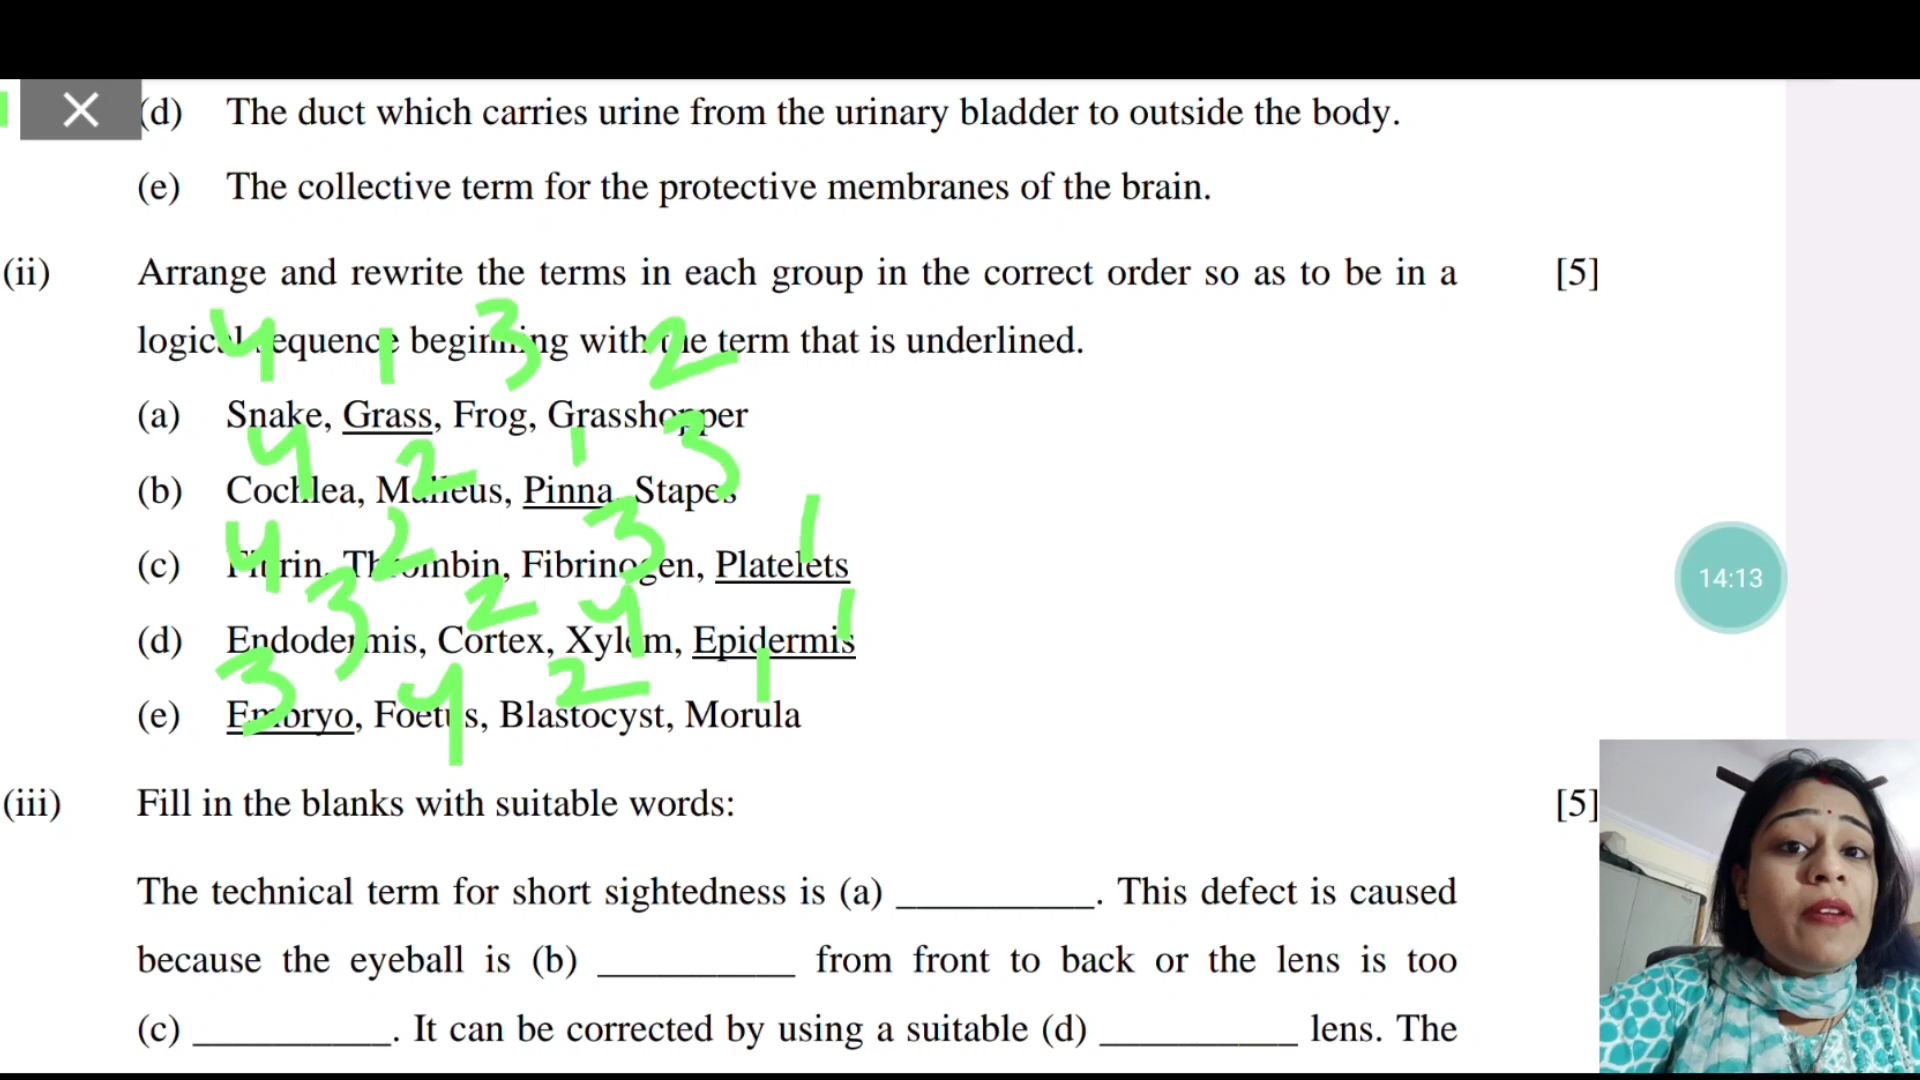 (d) The duct which carries urine from the urinary bladder to outside the body.
(e) The collective term for the protective membranes of the brain.
(ii) Arrange and rewrite the terms in each group in the correct order so as to be in a [5]
logical sequence beginning with the term that is underlined.
4 1 3 2
(a) Snake, Grass, Frog, Grasshopper
4 2 1 3
(b) Cochlea, Malleus, Pinna, Stapes
4 2 3 1
(c) Fibrin, Thrombin, Fibrinogen, Platelets
3 2 4 1
(d) Endodermis, Cortex, Xylem, Epidermis
3 4 2 1
(e) Embryo, Foetus, Blastocyst, Morula
14:13
(iii) Fill in the blanks with suitable words: [5]
The technical term for short sightedness is (a) __________. This defect is caused
because the eyeball is (b) __________ from front to back or the lens is too
(c) __________. It can be corrected by using a suitable (d) __________ lens. The